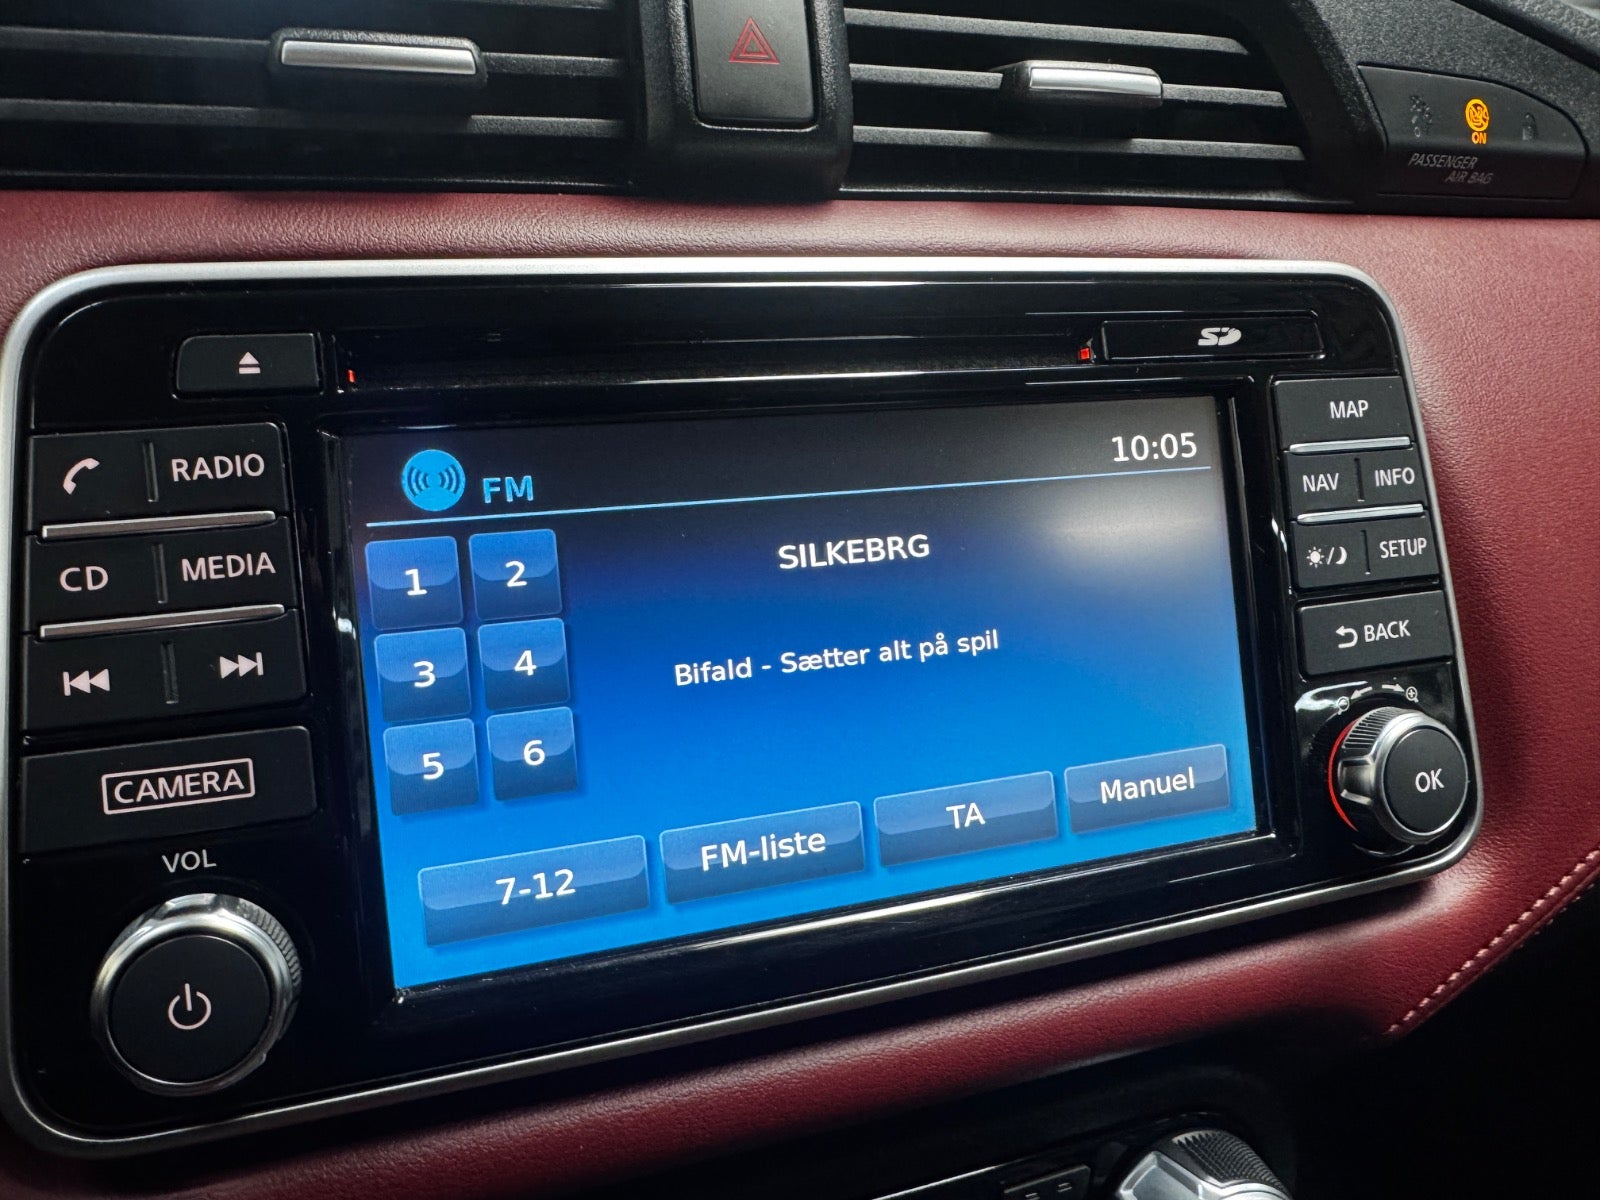 ON
PASSENGER
AIR BAG
SD
RADIO
CD
MEDIA
CAMERA
VOL
FM
10:05
1
2
SILKEBRG
3
4
Bifald - Sætter alt på spil
5
6
7-12
FM-liste
TA
Manuel
MAP
NAV
INFO
SETUP
BACK
OK